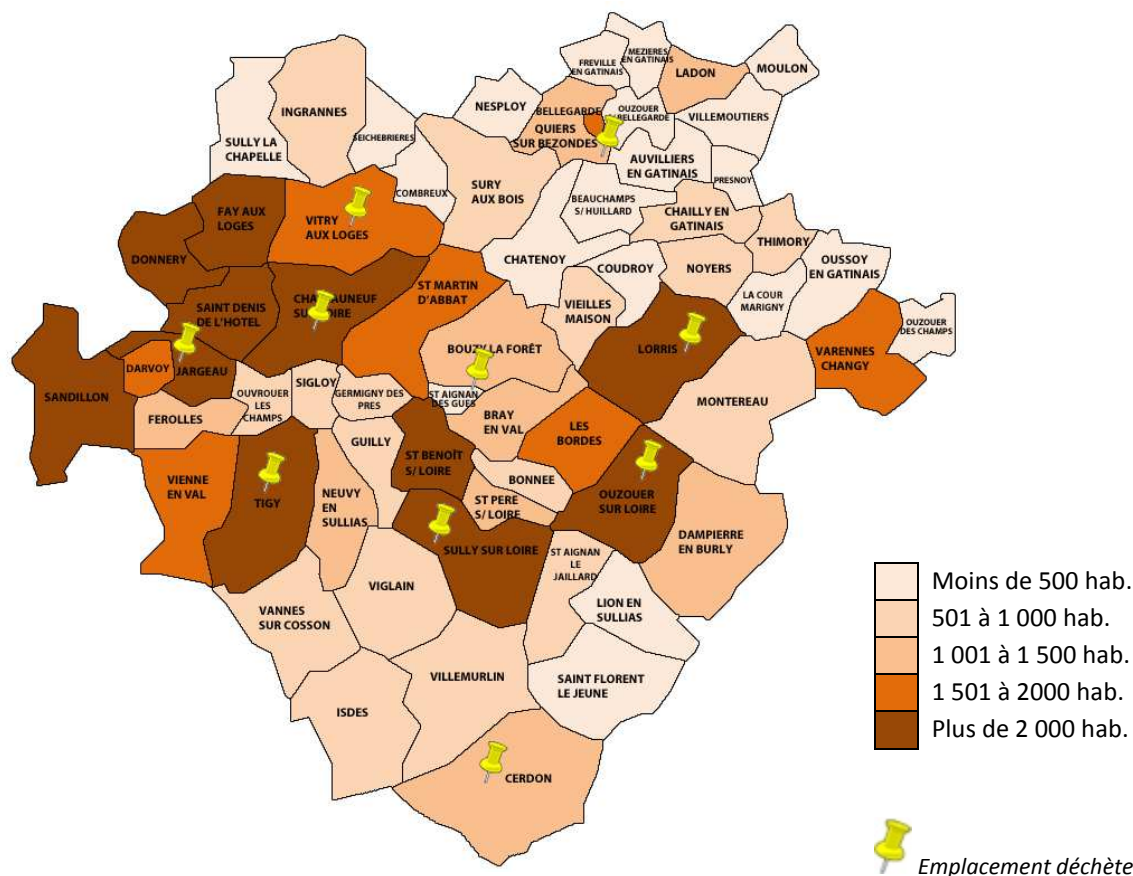 MEZIERES
EN GATINAIS
FREVILLE
EN GATINAIS
LADON
MOULON
INGRANNES
NESPLOY
BELLEGARDE
OUZOUER
BELLEGARDE
VILLEMOUTIERS
SULLY LA
CHAPELLE
SEICHEBRIERES
QUIERS
SUR BEZONDES
AUVILLIERS
EN GATINAIS
PRESNOY
COMBREUX
SURY
AUX BOIS
BEAUCHAMPS
S/ HUILLARD
FAY AUX
LOGES
VITRY
AUX LOGES
CHAILLY EN
GATINAIS
THIMORY
DONNERY
CHATENOY
COUDROY
NOYERS
OUSSOY
EN GATINAIS
ST MARTIN
D'ABBAT
SAINT DENIS
DE L'HOTEL
SUR LOIRE
VIEILLES
MAISON
LA COUR
MARIGNY
OUZOUER
DES CHAMPS
BOUZY LA FORÊT
LORRIS
VARENNES
CHANGY
DARVOY
JARGEAU
SANDILLON
SIGLOY
OUVROUER
LES
CHAMPS
GERMIGNY DES
PRES
ST AIGNAN
DES GUES
MONTEREAU
FEROLLES
BRAY
EN VAL
LES
BORDES
GUILLY
ST BENOÎT
S/ LOIRE
VIENNE
EN VAL
TIGY
NEUVY
EN
SULLIAS
BONNEE
OUZOUER
SUR LOIRE
ST PERE
S/ LOIRE
DAMPIERRE
EN BURLY
SULLY SUR LOIRE
ST AIGNAN
LE
JAILLARD
VIGLAIN
LION EN
SULLIAS
VANNES
SUR COSSON
VILLEMURLIN
SAINT FLORENT
LE JEUNE
ISDES
CERDON
Moins de 500 hab.
501 à 1 000 hab.
1 001 à 1 500 hab.
1 501 à 2000 hab.
Plus de 2 000 hab.
Emplacement déchète